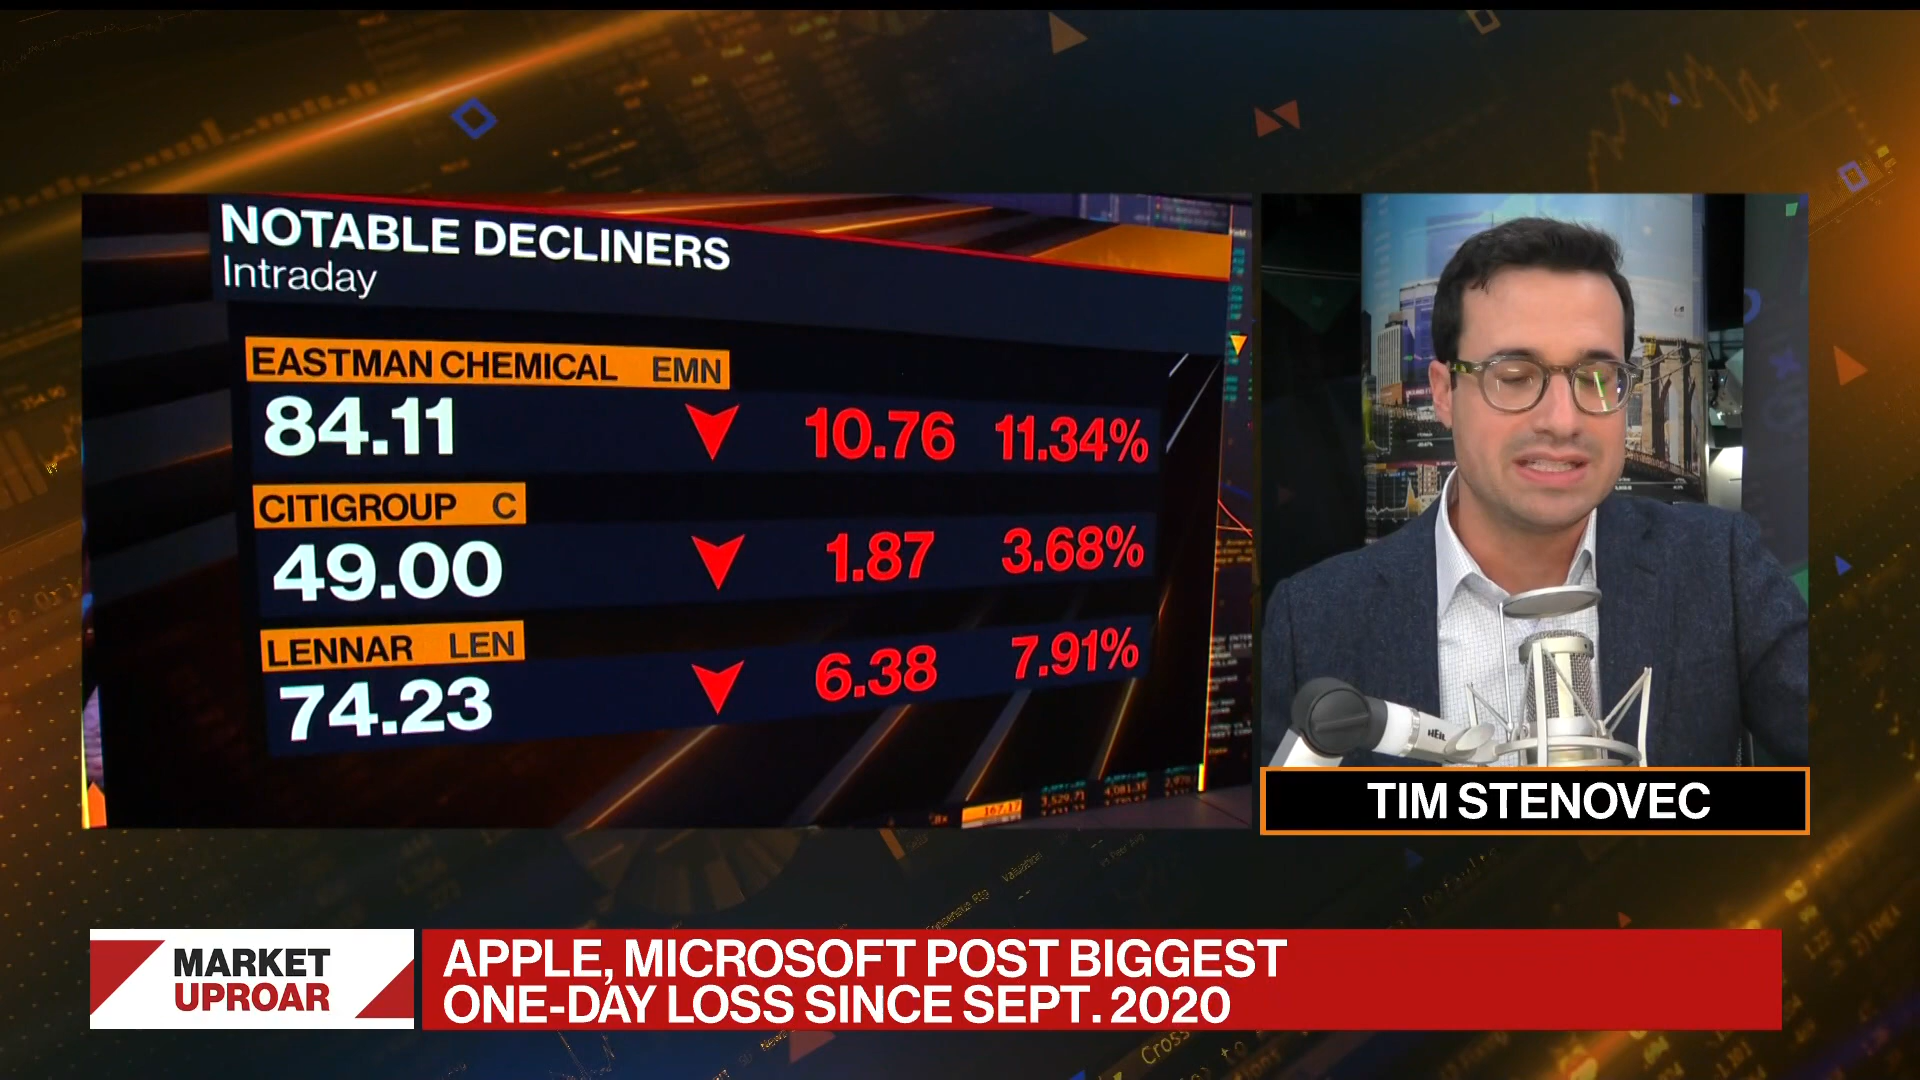 NOTABLE DECLINERS
Intraday
EASTMAN CHEMICAL EMN
84.11 10.76 11.34%
CITIGROUP C
49.00 1.87 3.68%
LENNAR LEN
74.23 6.38 7.91%
HEIL
TIM STENOVEC
MARKET
UPROAR
APPLE, MICROSOFT POST BIGGEST
ONE-DAY LOSS SINCE SEPT. 2020